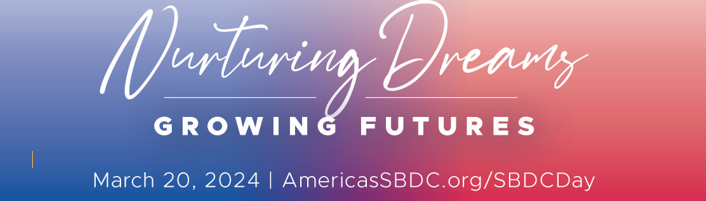 Nurturing Dreams
GROWING FUTURES
March 20, 2024 | AmericasSBDC.org/SBDCDay